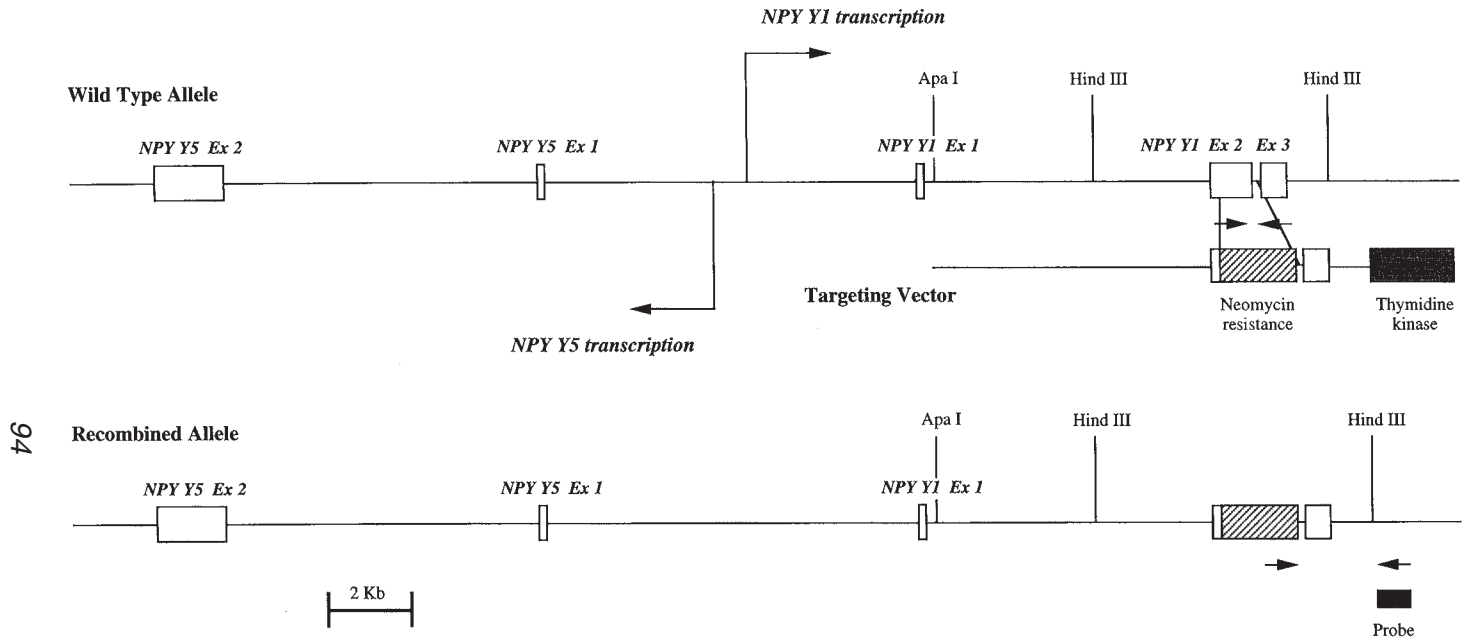 NPY Y1 transcription
Wild Type Allele
Apa I
Hind III
Hind III
NPY Y5 Ex 2
NPY Y5 Ex 1
NPY Y1 Ex 1
NPY Y1 Ex 2 Ex 3
Targeting Vector
Neomycin
resistance
Thymidine
kinase
NPY Y5 transcription
94
Recombined Allele
Apa I
Hind III
Hind III
NPY Y5 Ex 2
NPY Y5 Ex 1
NPY Y1 Ex 1
2 Kb
Probe